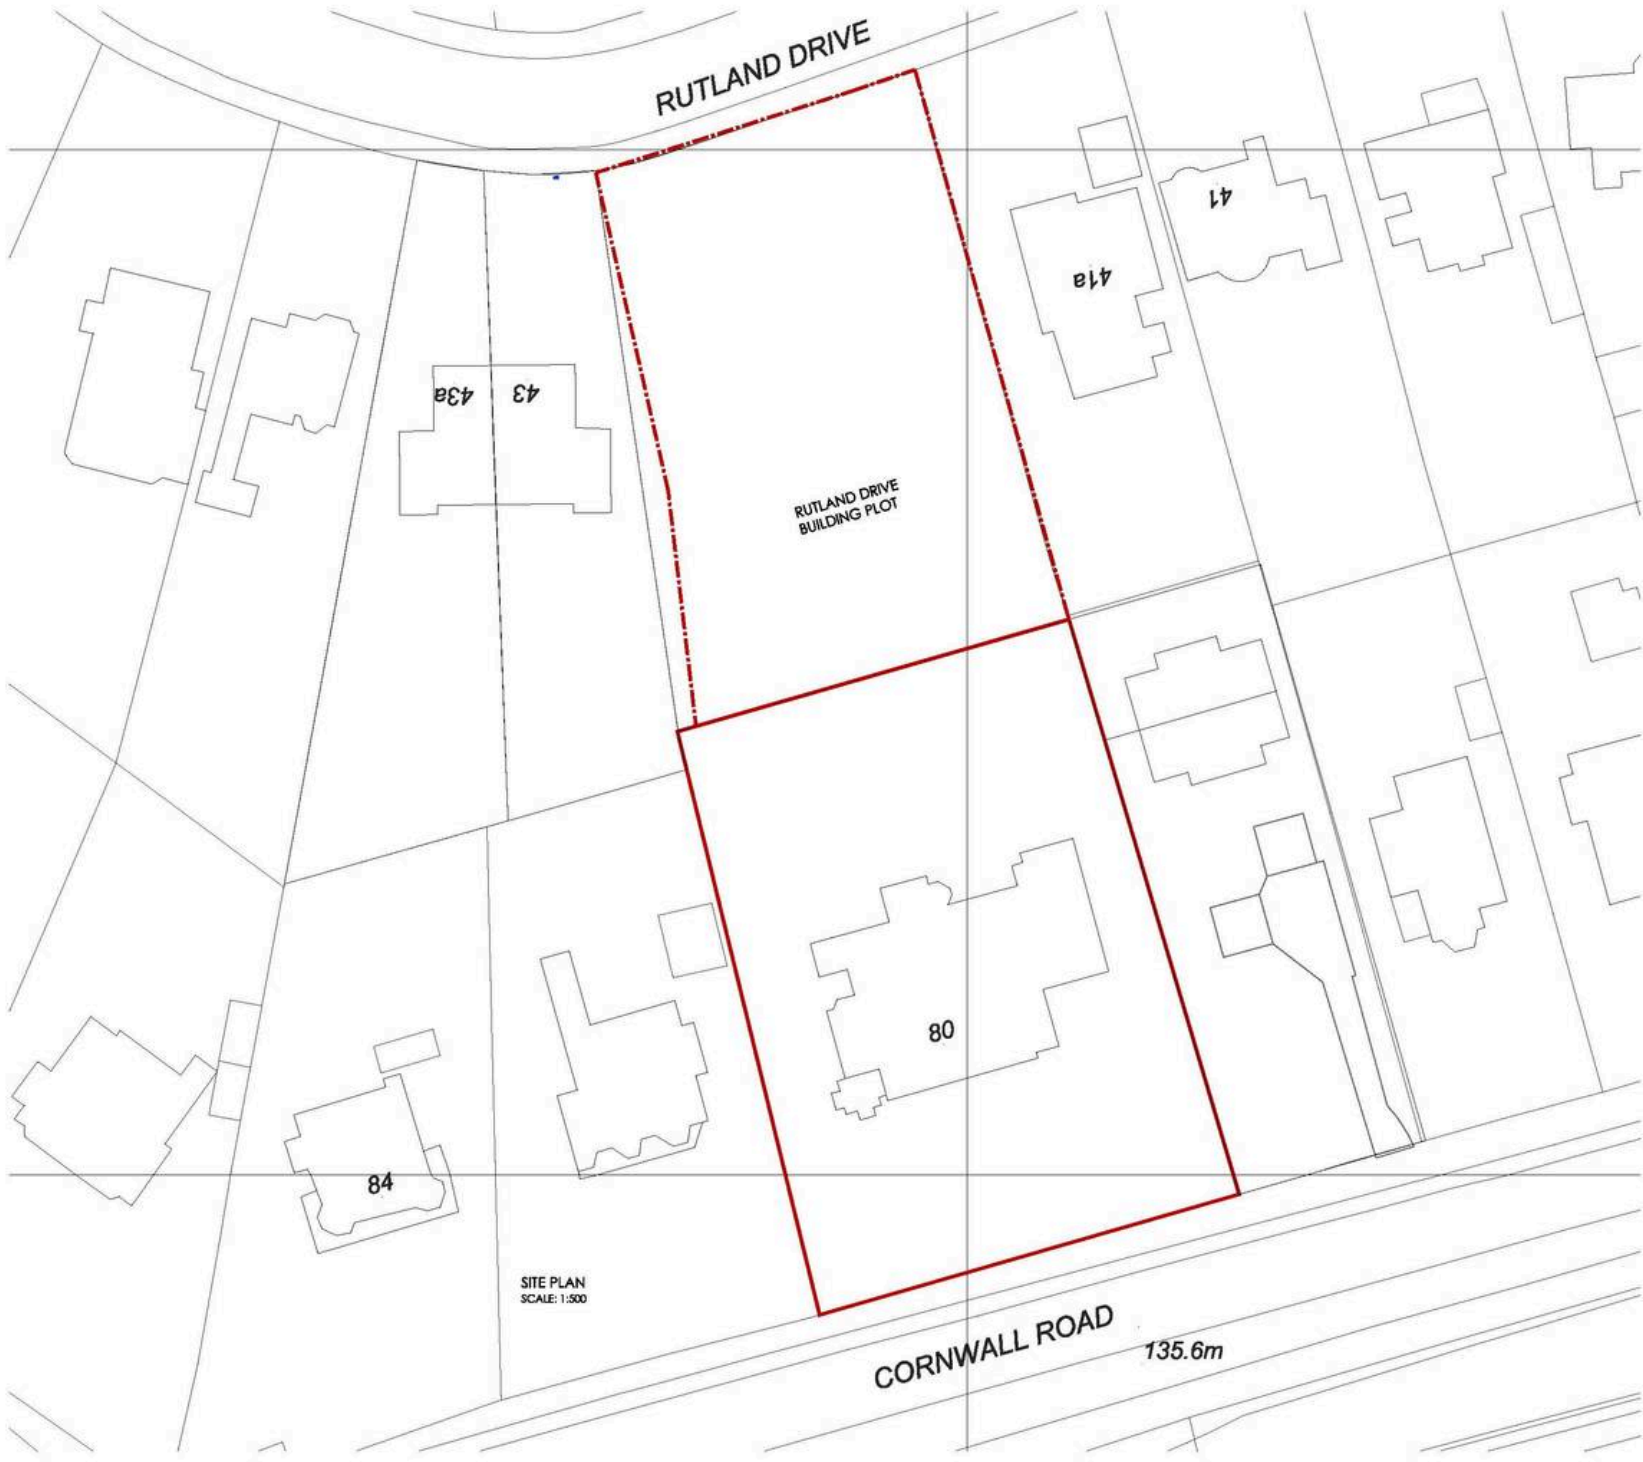 RUTLAND DRIVE
41
41a
43a
43
RUTLAND DRIVE
BUILDING PLOT
80
84
SITE PLAN
SCALE: 1:500
CORNWALL ROAD
135.6m